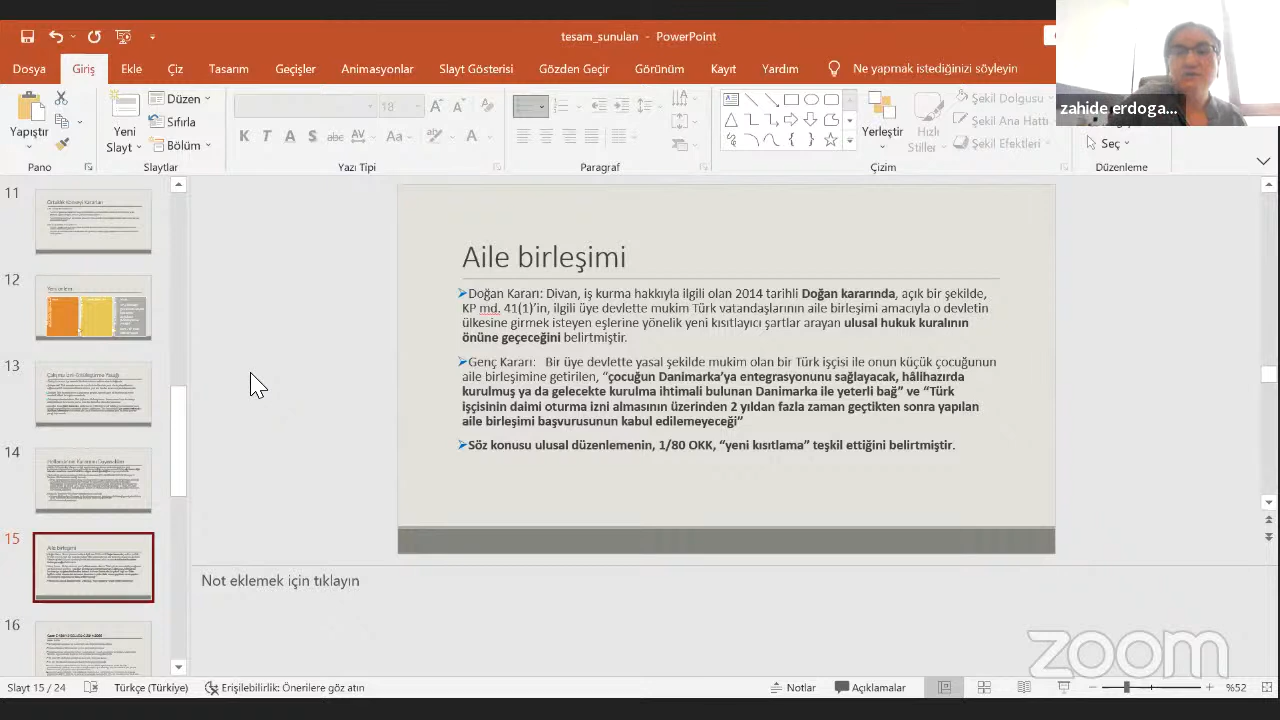 tesam_sunulan - PowerPoint
Dosya Giriş Ekle Çiz Tasarım Geçişler Animasyonlar Slayt Gösterisi Gözden Geçir Görünüm Kayıt Yardım Ne yapmak istediğinizi söyleyin
zahide erdoga...
Yapıştır
Yeni
Slayt
Düzen
Sıfırla
Bölüm
18
K T A S abc AV Aa A
Yerleştir
Hızlı
Stiller
Şekil Dolgusu
Şekil Ana Hattı
Şekil Efektleri
Seç
Pano Slaytlar Yazı Tipi Paragraf Çizim Düzenleme
11
12
13
14
15
Aile birleşimi
16
Aile birleşimi
Doğan Kararı: Divan, iş kurma hakkıyla ilgili olan 2014 tarihli Doğan kararında, açık bir şekilde,
KP md. 41(1)’in, ilgili üye devlette mukim Türk vatandaşlarının aile birleşimi amacıyla o devletin
ülkesine girmek isteyen eşlerine yönelik yeni kısıtlayıcı şartlar arayan ulusal hukuk kuralının
önüne geçeceğini belirtmiştir.
Genç Kararı: Bir üye devlette yasal şekilde mukim olan bir Türk işçisi ile onun küçük çocuğunun
aile birleşimine getirilen, “çocuğun Danimarka’ya entegrasyonunu sağlayacak, hâlihazırda
kurulmuş ya da gelecekte kurulma ihtimali bulunan Danimarka ile yeterli bağ” ve “Türk
işçisinin daimi oturma izni almasının üzerinden 2 yıldan fazla zaman geçtikten sonra yapılan
aile birleşimi başvurusunun kabul edilemeyeceği”
Söz konusu ulusal düzenlemenin, 1/80 OKK, “yeni kısıtlama” teşkil ettiğini belirtmiştir.
Not eklemek için tıklayın
zoom
Slayt 15 / 24 Türkçe (Türkiye) Erişilebilirlik: Önerilere göz atın Notlar Açıklamalar %52